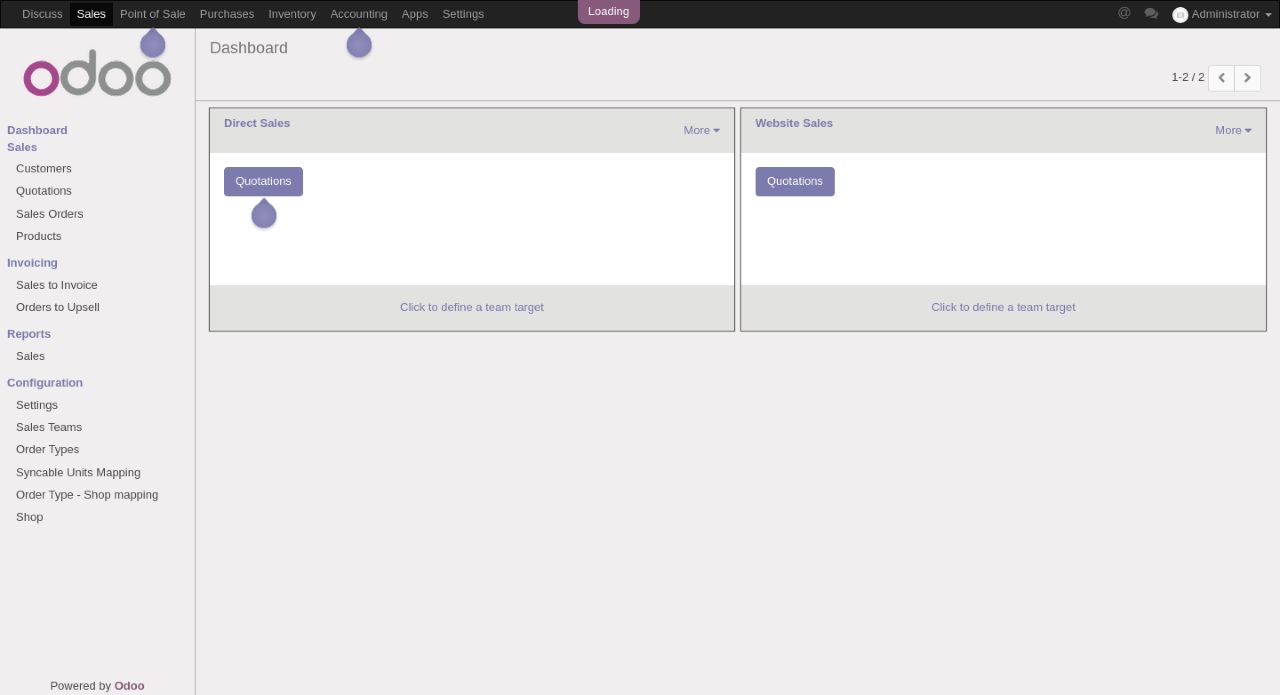 Discuss Sales Point of Sale Purchases Inventory Accounting Apps Settings Loading @ Administrator
odoo
Dashboard
1-2 / 2
Dashboard
Sales
Customers
Quotations
Sales Orders
Products
Invoicing
Sales to Invoice
Orders to Upsell
Reports
Sales
Configuration
Settings
Sales Teams
Order Types
Syncable Units Mapping
Order Type - Shop mapping
Shop
Powered by Odoo
Direct Sales
More
Quotations
Click to define a team target
Website Sales
More
Quotations
Click to define a team target